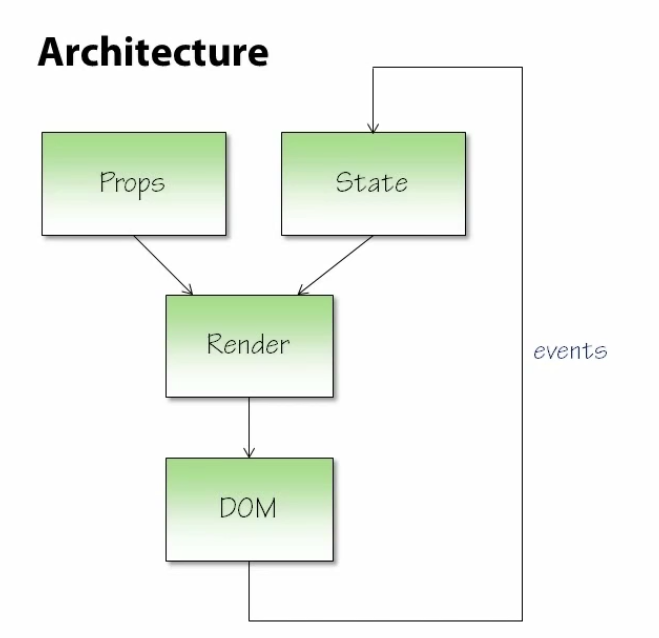 Architecture
Props
State
Render
events
DOM